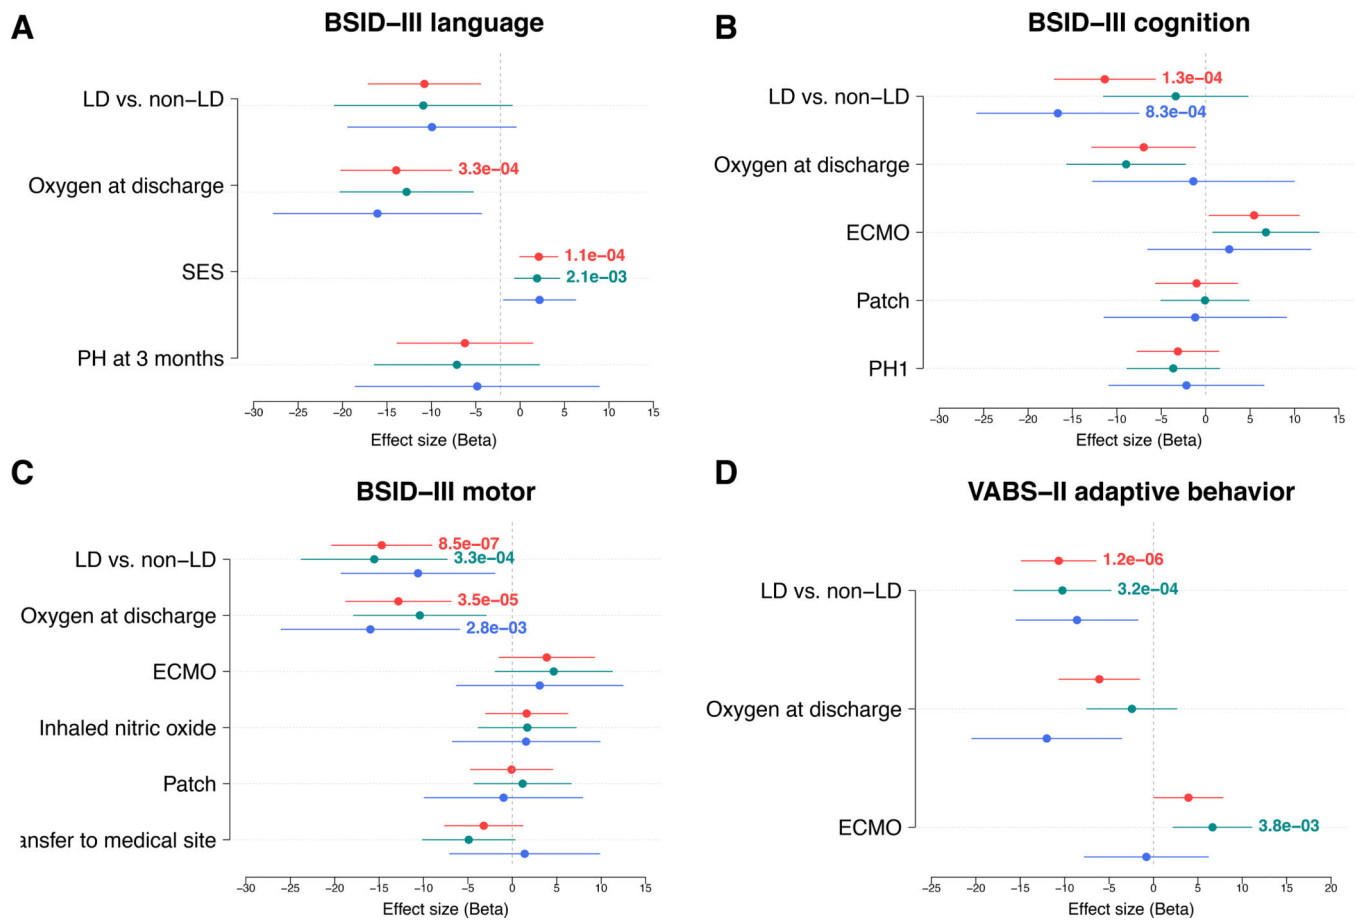 A
BSID–III language
LD vs. non–LD
Oxygen at discharge
3.3e–04
SES
1.1e–04
2.1e–03
PH at 3 months
−30 −25 −20 −15 −10 −5 0 5 10 15
Effect size (Beta)
B
BSID–III cognition
LD vs. non–LD
1.3e–04
8.3e–04
Oxygen at discharge
ECMO
Patch
PH1
−30 −25 −20 −15 −10 −5 0 5 10 15
Effect size (Beta)
C
BSID–III motor
LD vs. non–LD
8.5e–07
3.3e–04
Oxygen at discharge
3.5e–05
2.8e–03
ECMO
Inhaled nitric oxide
Patch
ansfer to medical site
−30 −25 −20 −15 −10 −5 0 5 10 15
Effect size (Beta)
D
VABS–II adaptive behavior
LD vs. non–LD
1.2e–06
3.2e–04
Oxygen at discharge
ECMO
3.8e–03
−25 −20 −15 −10 −5 0 5 10 15 20
Effect size (Beta)